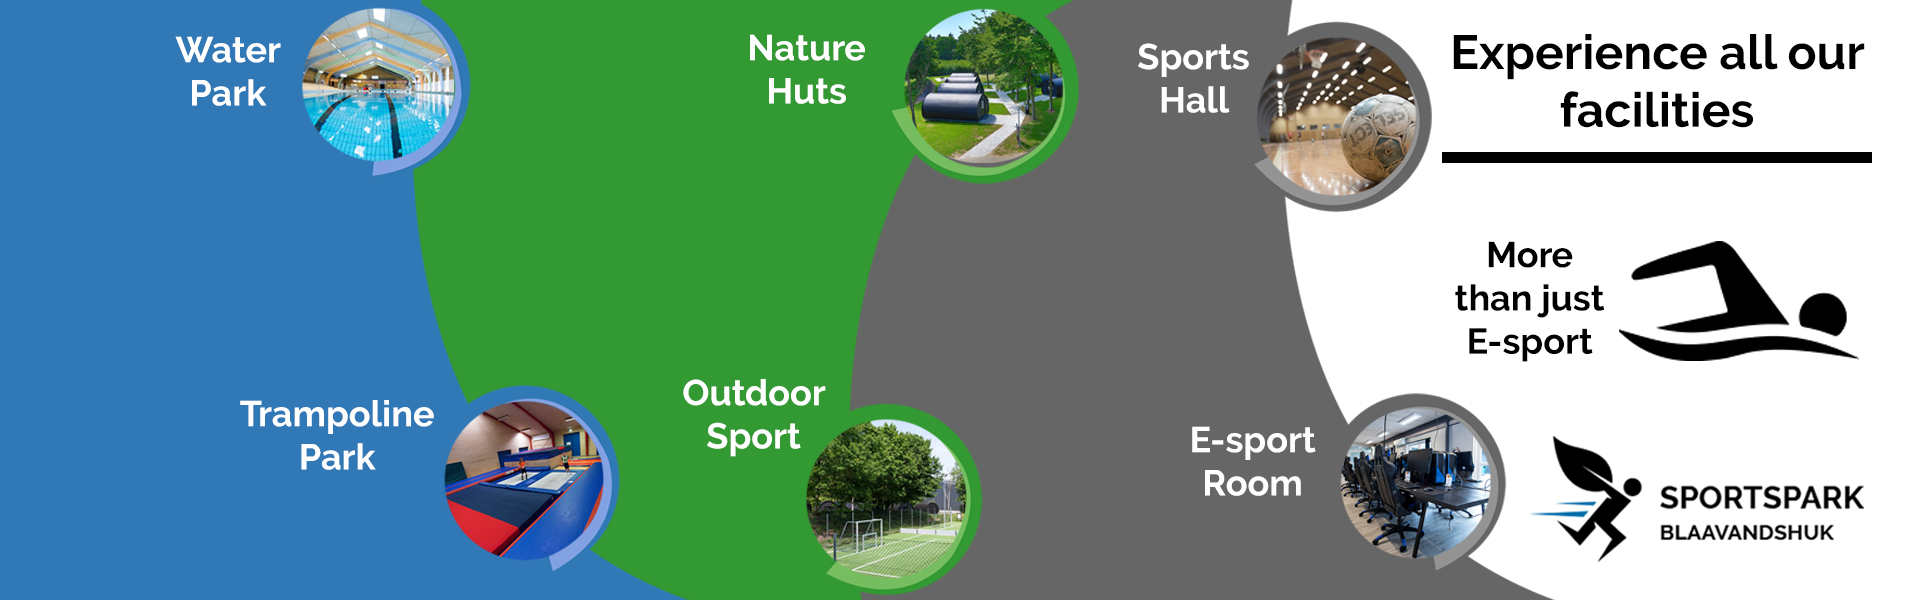 Water
Park
Nature
Huts
Sports
Hall
Experience all our
facilities
More
than just
E-sport
Trampoline
Park
Outdoor
Sport
E-sport
Room
SPORTSPARK
BLAAVANDSHUK